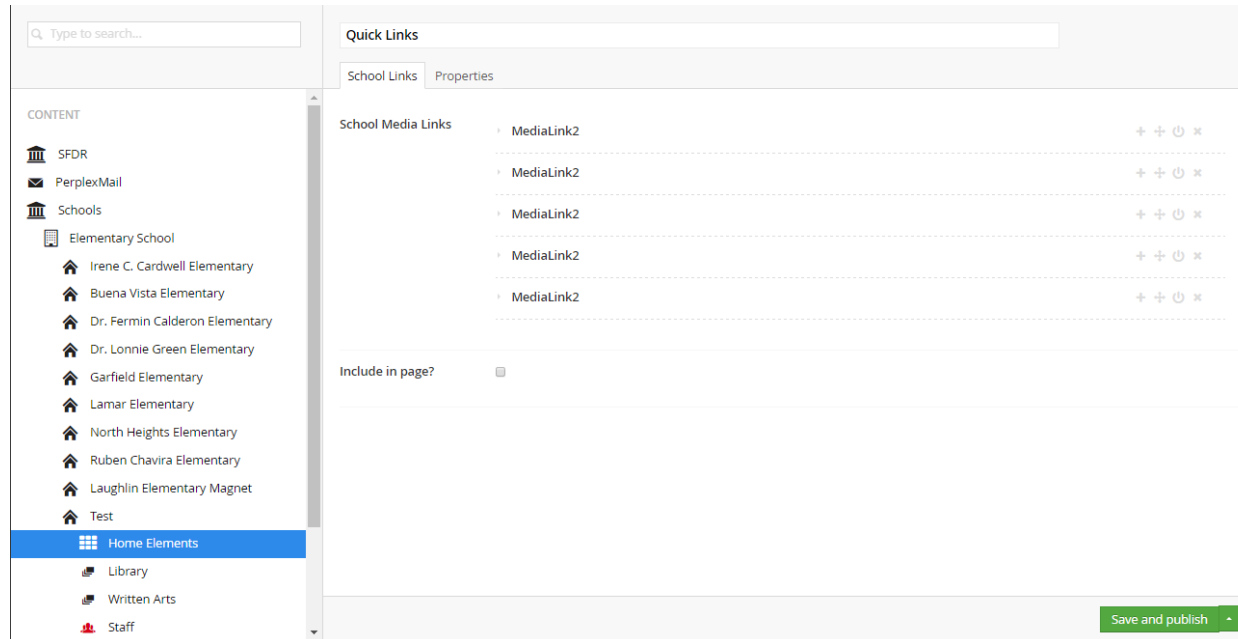 Type to search...
CONTENT
SFDR
PerplexMail
Schools
Elementary School
Irene C. Cardwell Elementary
Buena Vista Elementary
Dr. Fermin Calderon Elementary
Dr. Lonnie Green Elementary
Garfield Elementary
Lamar Elementary
North Heights Elementary
Ruben Chavira Elementary
Laughlin Elementary Magnet
Test
Home Elements
Library
Written Arts
Staff
Quick Links
School Links Properties
School Media Links
MediaLink2
MediaLink2
MediaLink2
MediaLink2
MediaLink2
Include in page?
Save and publish